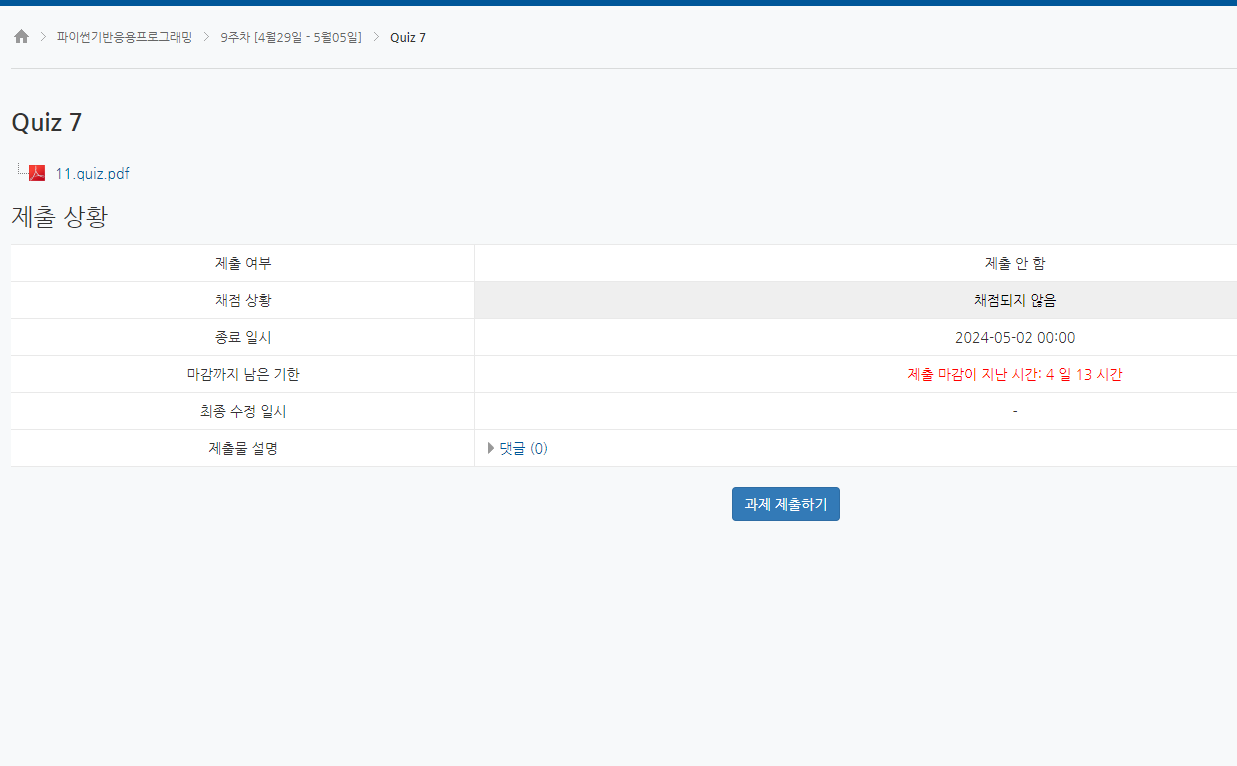 파이썬기반응용프로그래밍 9주차 [4월29일 - 5월05일] Quiz 7
Quiz 7
11.quiz.pdf
제출 상황
제출 여부 제출 안 함
채점 상황 채점되지 않음
종료 일시 2024-05-02 00:00
마감까지 남은 기한 제출 마감이 지난 시간: 4 일 13 시간
최종 수정 일시 -
제출물 설명 댓글 (0)
과제 제출하기